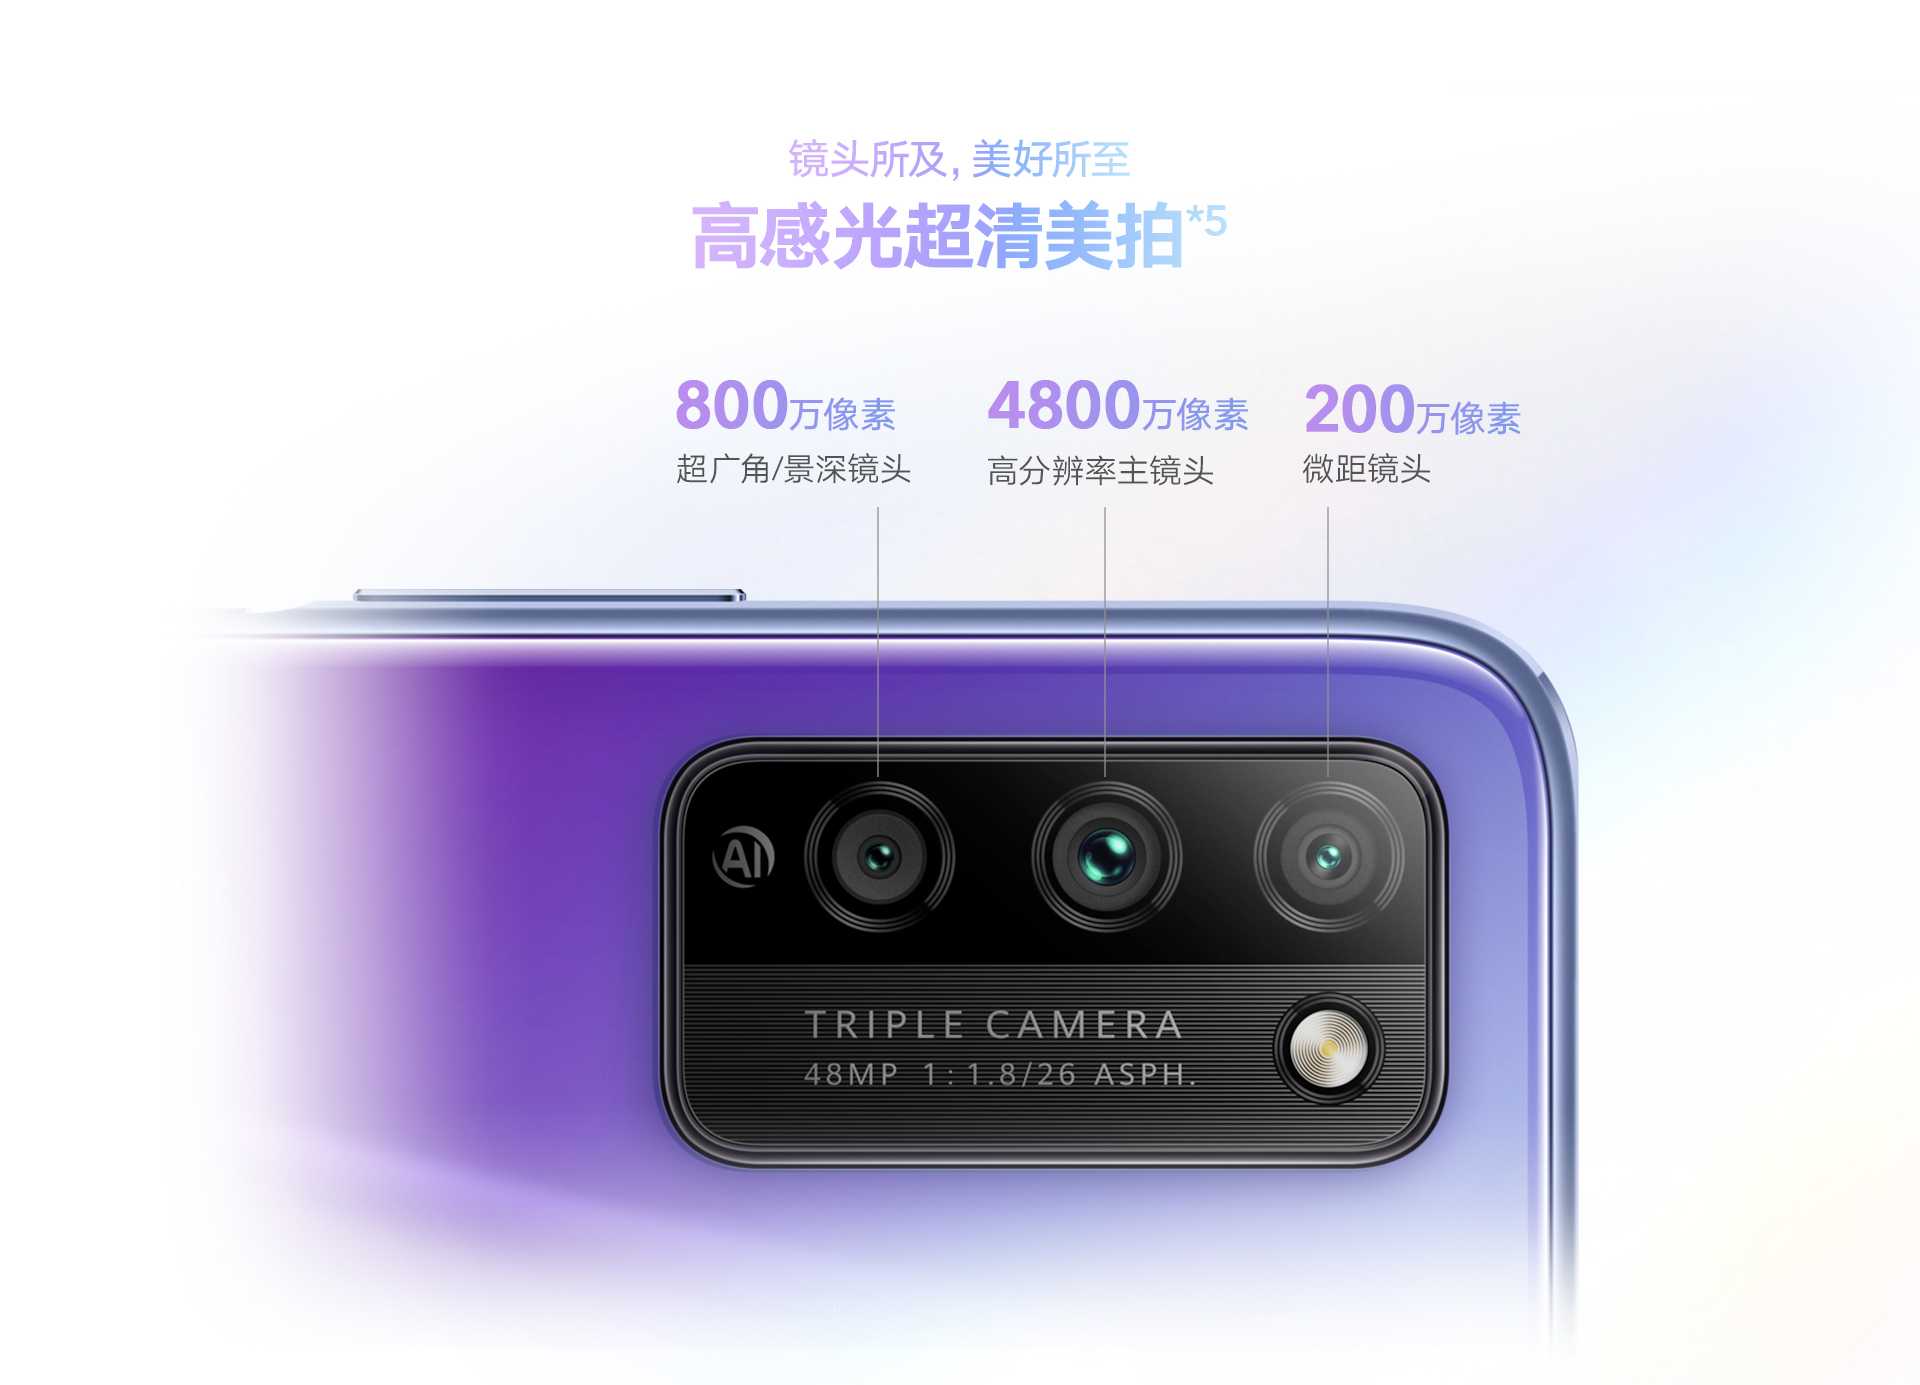 镜头所及, 美好所至
高感光超清美拍*5
800万像素
超广角/景深镜头
4800万像素
高分辨率主镜头
200万像素
微距镜头
AI
TRIPLE CAMERA
48MP 1:1.8/26 ASPH.